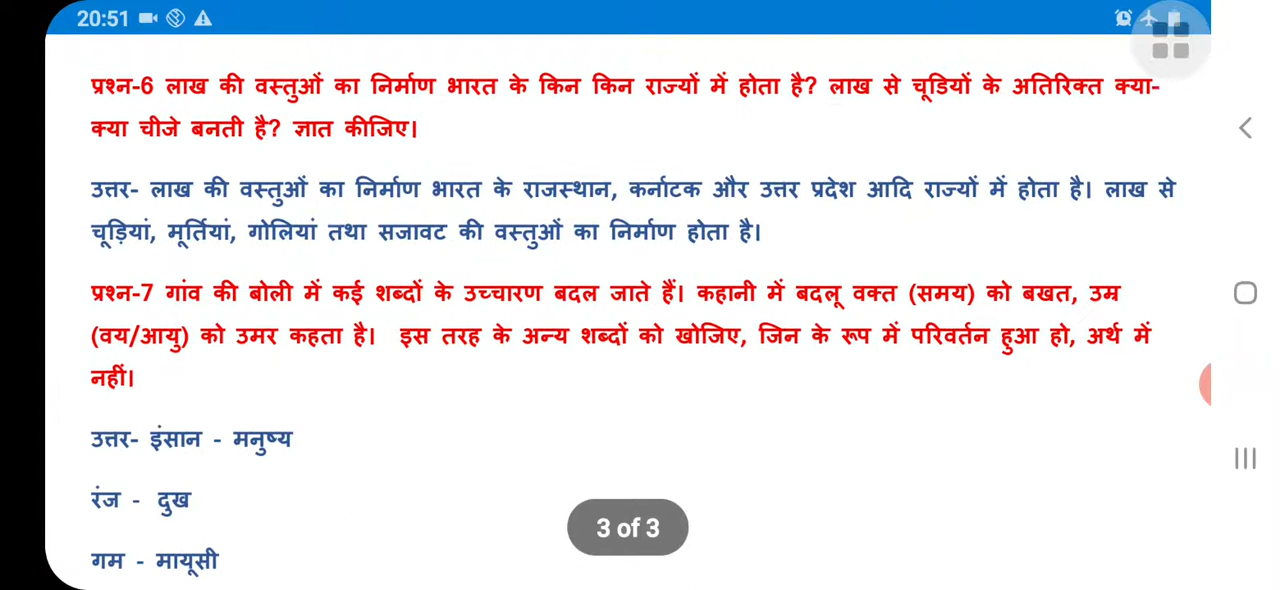 20:51
प्रश्न-6 लाख की वस्तुओं का निर्माण भारत के किन किन राज्यों में होता है? लाख से चूडियों के अतिरिक्त क्या-
क्या चीजे बनती है? ज्ञात कीजिए।
उत्तर- लाख की वस्तुओं का निर्माण भारत के राजस्थान, कर्नाटक और उत्तर प्रदेश आदि राज्यों में होता है। लाख से
चूड़ियां, मूर्तियां, गोलियां तथा सजावट की वस्तुओं का निर्माण होता है।
प्रश्न-7 गांव की बोली में कई शब्दों के उच्चारण बदल जाते हैं। कहानी में बदलू वक्त (समय) को बखत, उम्र
(वय/आयु) को उमर कहता है। इस तरह के अन्य शब्दों को खोजिए, जिन के रूप में परिवर्तन हुआ हो, अर्थ में
नहीं।
उत्तर- इंसान - मनुष्य
रंज - दुख
3 of 3
गम - मायूसी